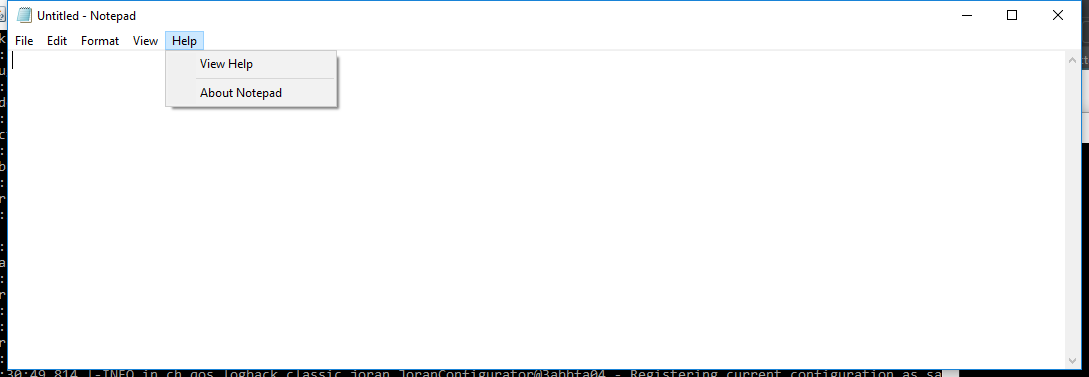 Untitled - Notepad
File Edit Format View Help
View Help
About Notepad
:30:49,814 |-INFO in ch.qos.logback.classic.joran.JoranConfigurator@3abbfa04 - Registering current configuration as sa